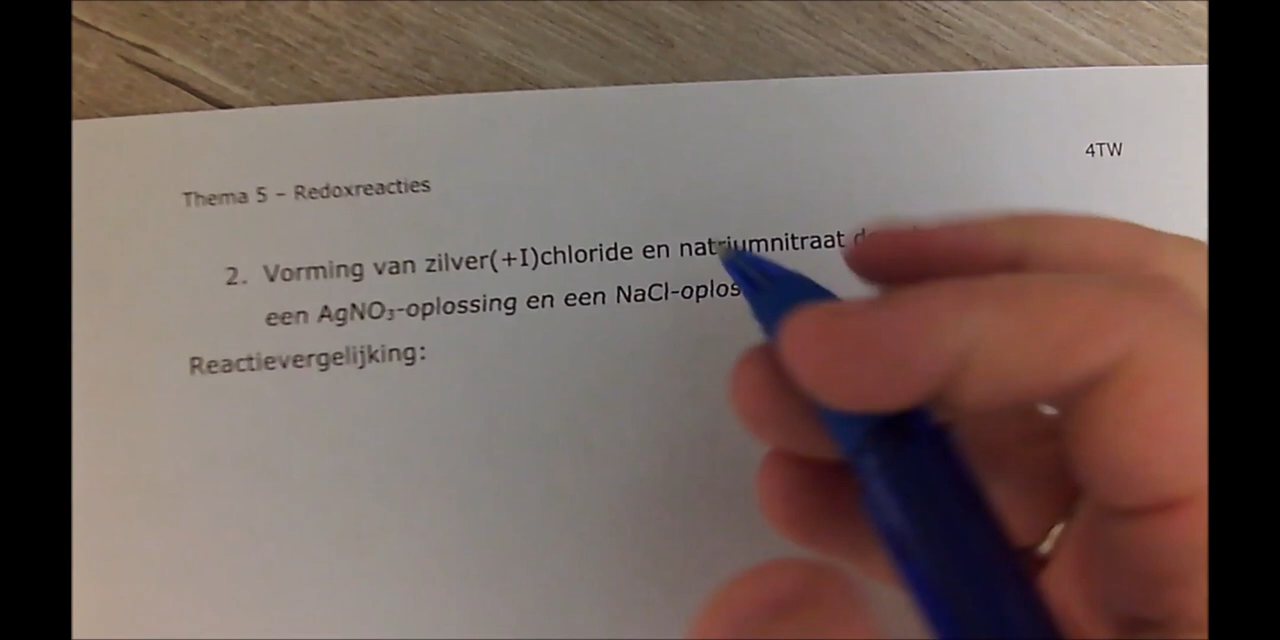 4TW
Thema 5 – Redoxreacties
2. Vorming van zilver(+I)chloride en natriumnitraat
een AgNO₃-oplossing en een NaCl-oplos
Reactievergelijking: